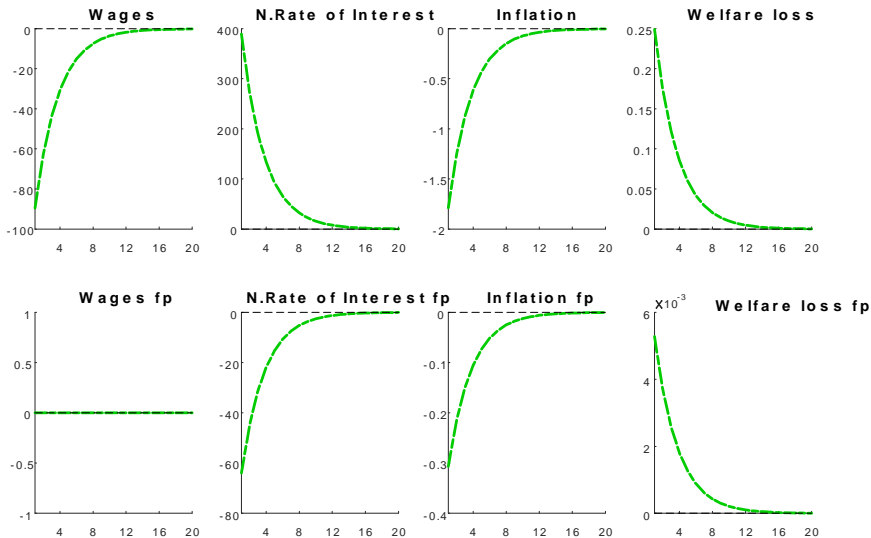 Wages
N.Rate of Interest
Inflation
Welfare loss
0
-20
-40
-60
-80
-100
4 8 12 16 20
400
300
200
100
0
4 8 12 16 20
0
-0.5
-1
-1.5
-2
4 8 12 16 20
0.25
0.2
0.15
0.1
0.05
0
4 8 12 16 20
Wages fp
N.Rate of Interest fp
Inflation fp
Welfare loss fp
1
0.5
0
-0.5
-1
4 8 12 16 20
0
-20
-40
-60
-80
4 8 12 16 20
0
-0.1
-0.2
-0.3
-0.4
4 8 12 16 20
X10-3
6
4
2
0
4 8 12 16 20